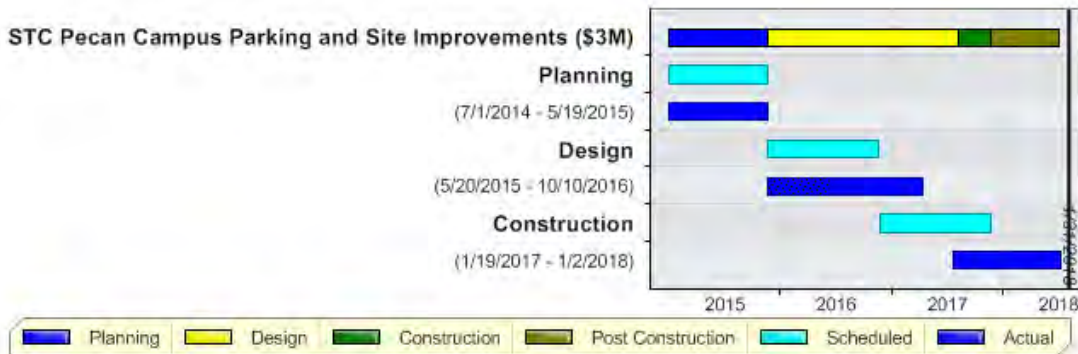 STC Pecan Campus Parking and Site Improvements ($3M)
Planning
(7/1/2014 - 5/19/2015)
Design
(5/20/2015 - 10/10/2016)
Construction
(1/19/2017 - 1/2/2018)
2015 2016 2017 2018
Planning Design Construction Post Construction Scheduled Actual